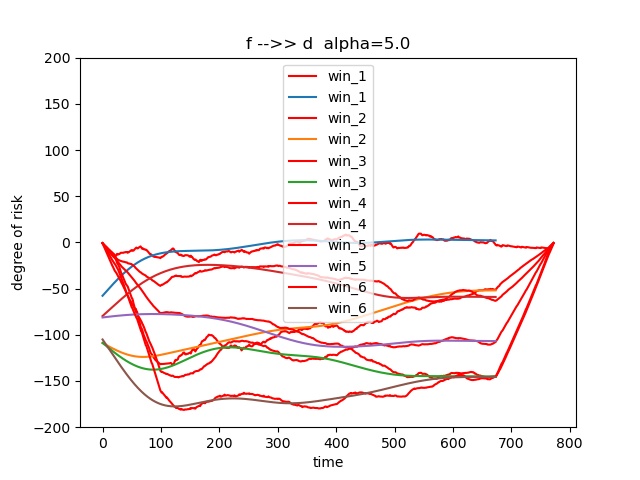 f -->> d  alpha=5.0
degree of risk
200
150
100
50
0
−50
−100
−150
−200
win_1
win_1
win_2
win_2
win_3
win_3
win_4
win_4
win_5
win_5
win_6
win_6
0 100 200 300 400 500 600 700 800
time